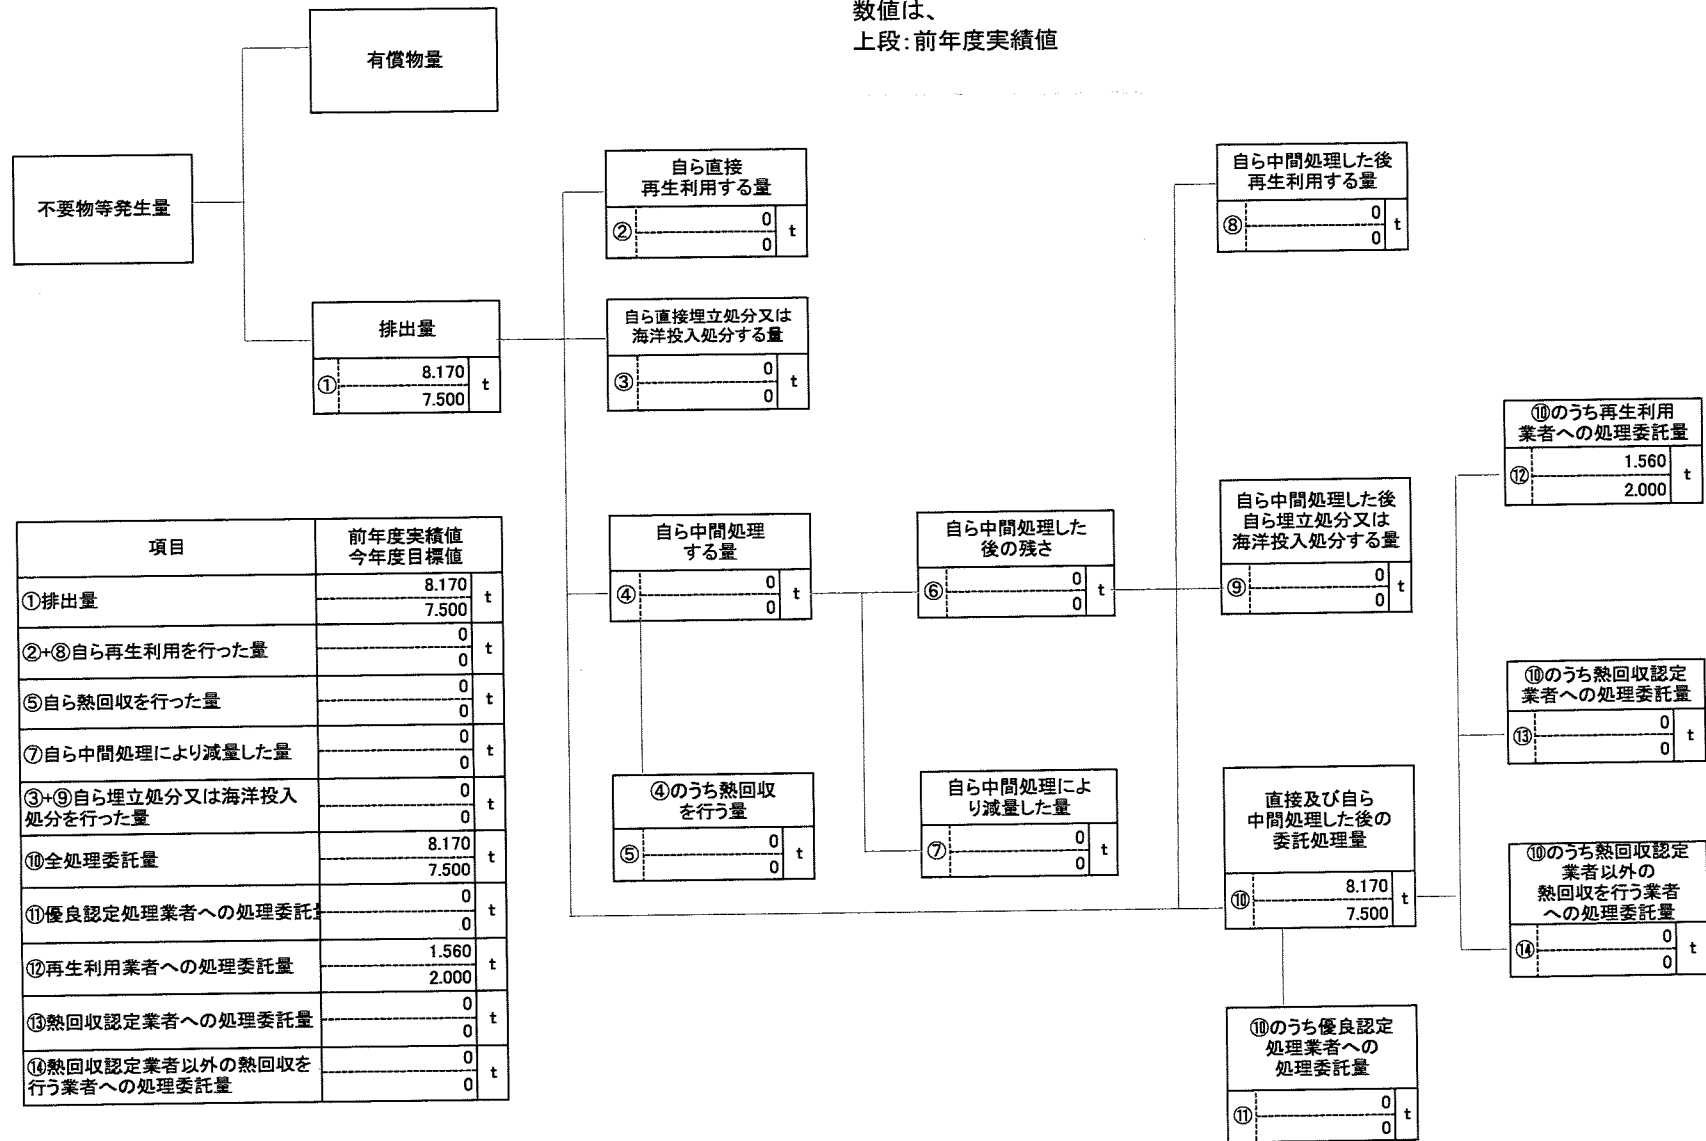 数値は、
上段:前年度実績値
有償物量
不要物等発生量
排出量
① 8.170 t
7.500
自ら直接
再生利用する量
② 0 t
0
自ら直接埋立処分又は
海洋投入処分する量
③ 0 t
0
自ら中間処理
する量
④ 0 t
0
④のうち熱回収
を行う量
⑤ 0 t
0
自ら中間処理した
後の残さ
⑥ 0 t
0
自ら中間処理によ
り減量した量
⑦ 0 t
0
自ら中間処理した後
再生利用する量
⑧ 0 t
0
自ら中間処理した後
自ら埋立処分又は
海洋投入処分する量
⑨ 0 t
0
直接及び自ら
中間処理した後の
委託処理量
⑩ 8.170 t
7.500
⑩のうち優良認定
処理業者への
処理委託量
⑪ 0 t
0
⑩のうち再生利用
業者への処理委託量
⑫ 1.560 t
2.000
⑩のうち熱回収認定
業者への処理委託量
⑬ 0 t
0
⑩のうち熱回収認定
業者以外の
熱回収を行う業者
への処理委託量
⑭ 0 t
0
項目
前年度実績値
今年度目標値
①排出量 8.170 t
7.500
②+⑧自ら再生利用を行った量 0 t
0
⑤自ら熱回収を行った量 0 t
0
⑦自ら中間処理により減量した量 0 t
0
③+⑨自ら埋立処分又は海洋投入
処分を行った量 0 t
0
⑩全処理委託量 8.170 t
7.500
⑪優良認定処理業者への処理委託 0 t
0
⑫再生利用業者への処理委託量 1.560 t
2.000
⑬熱回収認定業者への処理委託量 0 t
0
⑭熱回収認定業者以外の熱回収を
行う業者への処理委託量 0 t
0